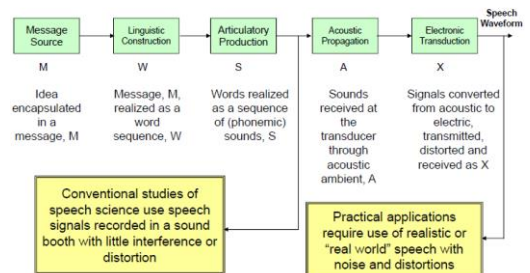 Speech
Waveform
Message
Source
Linguistic
Construction
Articulatory
Production
Acoustic
Propagation
Electronic
Transduction
M
W
S
A
X
Idea
encapsulated
in a
message, M
Message, M,
realized as a
word
sequence, W
Words realized
as a sequence
of (phonemic)
sounds, S
Sounds
received at
the
transducer
through
acoustic
ambient, A
Signals converted
from acoustic to
electric,
transmitted,
distorted and
received as X
Conventional studies of
speech science use speech
signals recorded in a sound
booth with little interference or
distortion
Practical applications
require use of realistic or
“real world” speech with
noise and distortions